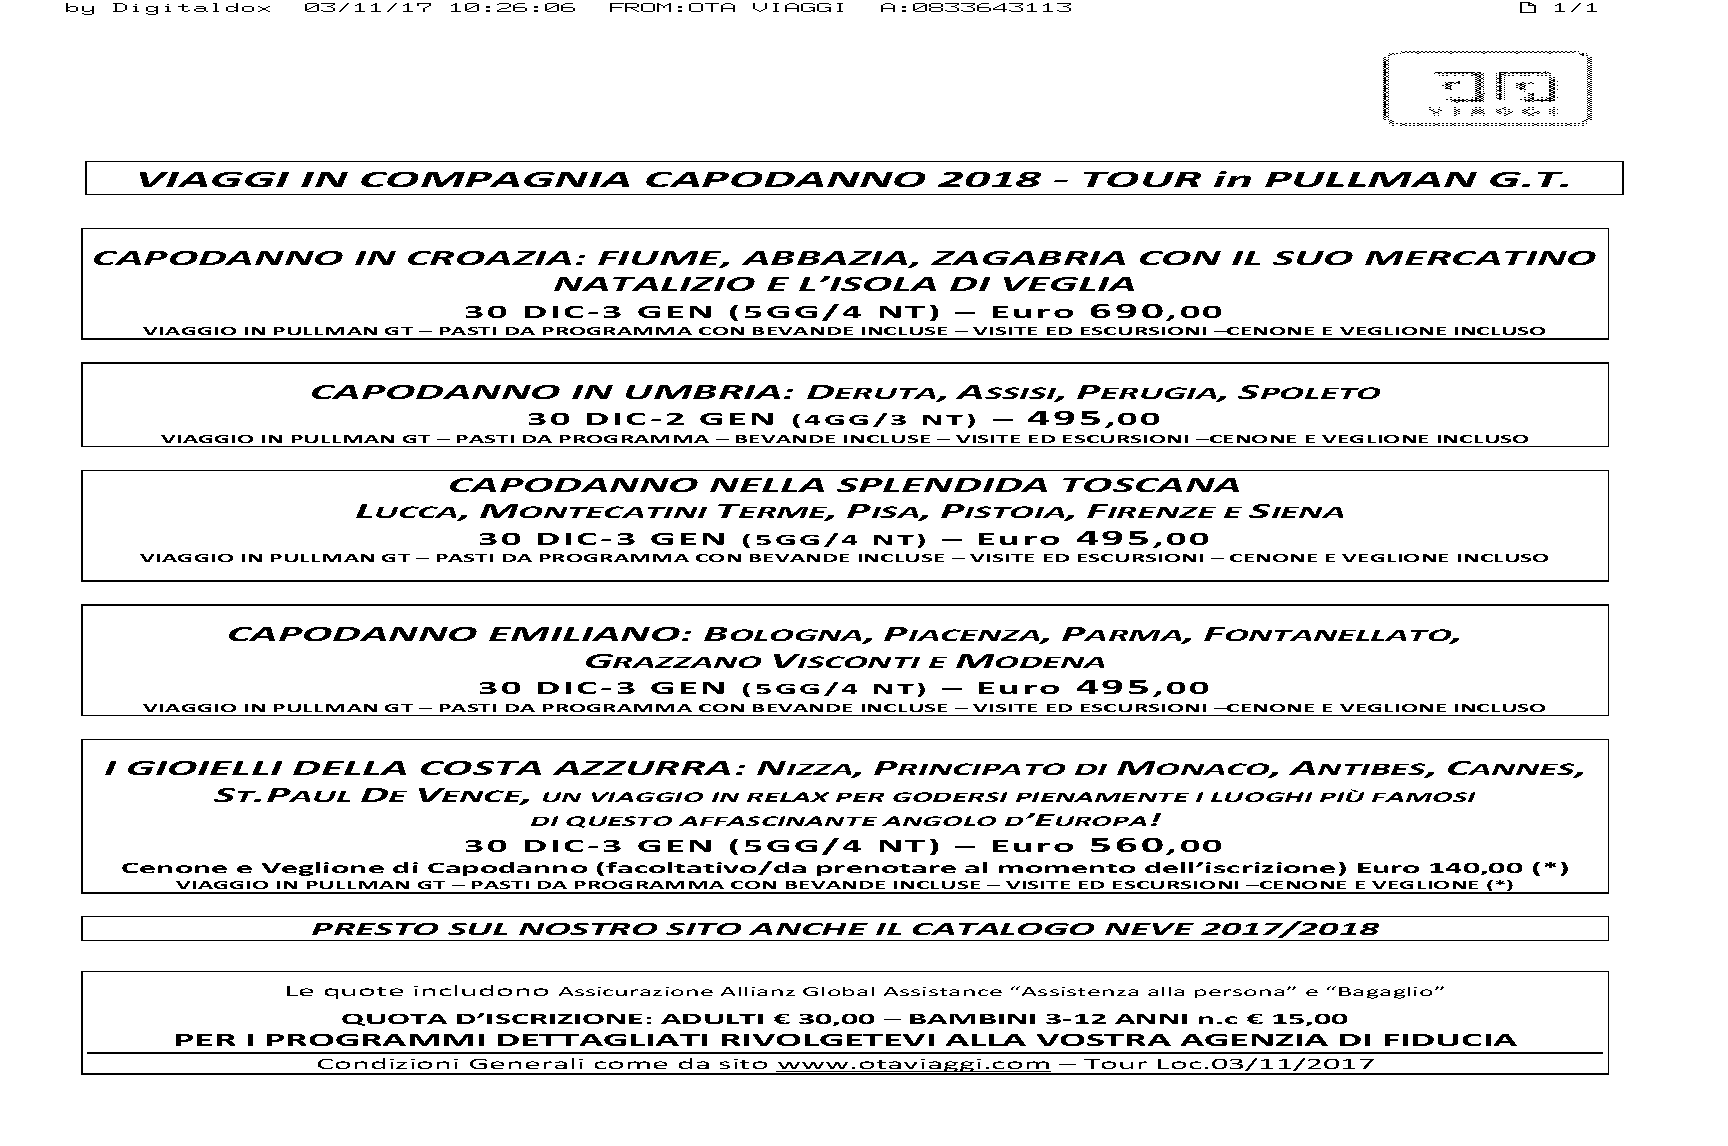 by Digitaldox 03/11/17 10:26:06 FROM:OTA VIAGGI A:0833643113 1/1
VIAGGI
VIAGGI IN COMPAGNIA CAPODANNO 2018 - TOUR in PULLMAN G.T.
CAPODANNO IN CROAZIA: FIUME, ABBAZIA, ZAGABRIA CON IL SUO MERCATINO
NATALIZIO E L'ISOLA DI VEGLIA
30 DIC-3 GEN (5GG/4 NT) – Euro 690,00
VIAGGIO IN PULLMAN GT – PASTI DA PROGRAMMA CON BEVANDE INCLUSE – VISITE ED ESCURSIONI –CENONE E VEGLIONE INCLUSO
CAPODANNO IN UMBRIA: DERUTA, ASSISI, PERUGIA, SPOLETO
30 DIC-2 GEN (4GG/3 NT) – 495,00
VIAGGIO IN PULLMAN GT – PASTI DA PROGRAMMA – BEVANDE INCLUSE – VISITE ED ESCURSIONI –CENONE E VEGLIONE INCLUSO
CAPODANNO NELLA SPLENDIDA TOSCANA
LUCCA, MONTECATINI TERME, PISA, PISTOIA, FIRENZE E SIENA
30 DIC-3 GEN (5GG/4 NT) – Euro 495,00
VIAGGIO IN PULLMAN GT – PASTI DA PROGRAMMA CON BEVANDE INCLUSE – VISITE ED ESCURSIONI – CENONE E VEGLIONE INCLUSO
CAPODANNO EMILIANO: BOLOGNA, PIACENZA, PARMA, FONTANELLATO,
GRAZZANO VISCONTI E MODENA
30 DIC-3 GEN (5GG/4 NT) – Euro 495,00
VIAGGIO IN PULLMAN GT – PASTI DA PROGRAMMA CON BEVANDE INCLUSE – VISITE ED ESCURSIONI –CENONE E VEGLIONE INCLUSO
I GIOIELLI DELLA COSTA AZZURRA: NIZZA, PRINCIPATO DI MONACO, ANTIBES, CANNES,
ST.PAUL DE VENCE, UN VIAGGIO IN RELAX PER GODERSI PIENAMENTE I LUOGHI PIÙ FAMOSI
DI QUESTO AFFASCINANTE ANGOLO D'EUROPA!
30 DIC-3 GEN (5GG/4 NT) – Euro 560,00
Cenone e Veglione di Capodanno (facoltativo/da prenotare al momento dell'iscrizione) Euro 140,00 (*)
VIAGGIO IN PULLMAN GT – PASTI DA PROGRAMMA CON BEVANDE INCLUSE – VISITE ED ESCURSIONI –CENONE E VEGLIONE (*)
PRESTO SUL NOSTRO SITO ANCHE IL CATALOGO NEVE 2017/2018
Le quote includono Assicurazione Allianz Global Assistance "Assistenza alla persona" e "Bagaglio"
QUOTA D'ISCRIZIONE: ADULTI € 30,00 – BAMBINI 3-12 ANNI n.c € 15,00
PER I PROGRAMMI DETTAGLIATI RIVOLGETEVI ALLA VOSTRA AGENZIA DI FIDUCIA
Condizioni Generali come da sito www.otaviaggi.com – Tour Loc.03/11/2017